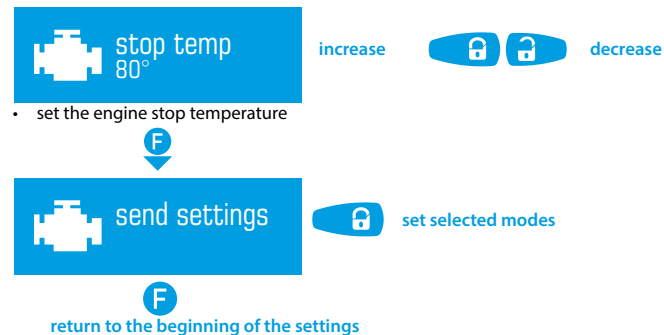 stop temp
80°
increase
decrease
• set the engine stop temperature
F
send settings
set selected modes
F
return to the beginning of the settings